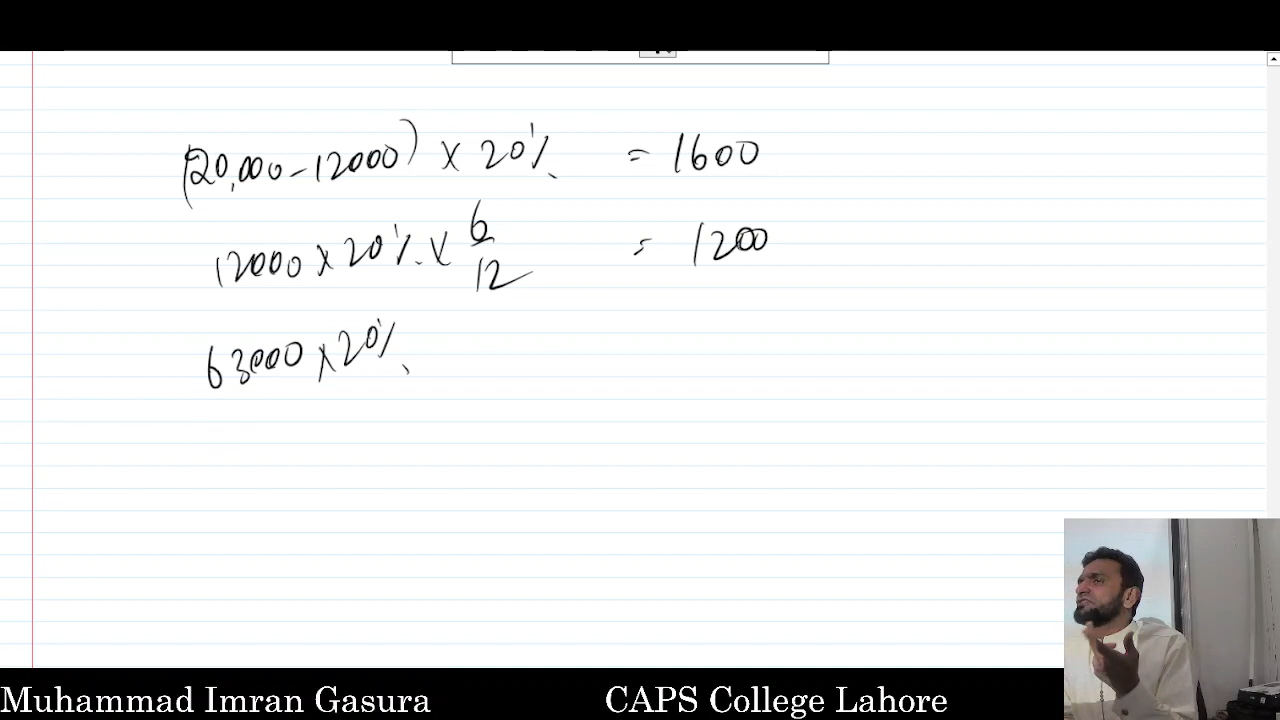 (20,000-12000) x 20% = 1600
12000 x 20% x 6/12 = 1200
63000 x 20%
Muhammad Imran Gasura CAPS College Lahore